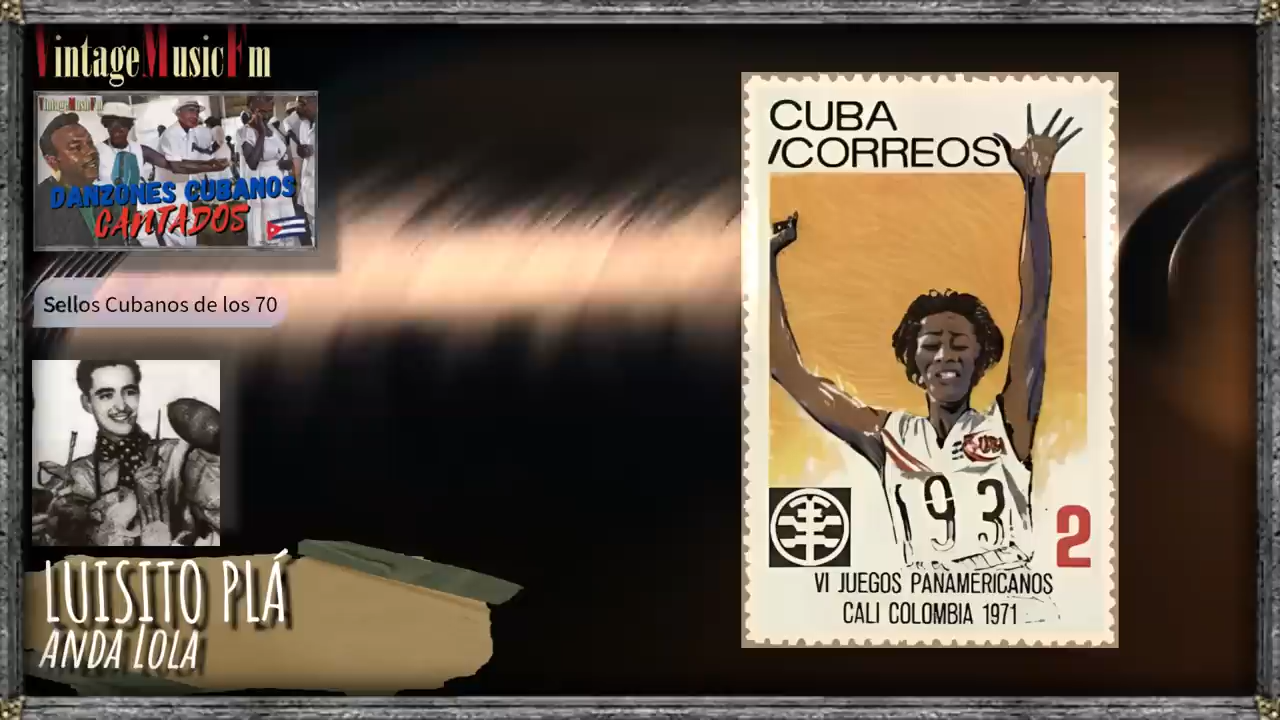 VintageMusicFm
VintageMusicFm
DANZONES CUBANOS
CANTADOS
Sellos Cubanos de los 70
LUISITO PLÁ
ANDA LOLA
CUBA
/CORREOS
CUBA
193
2
VI JUEGOS PANAMERICANOS
CALI COLOMBIA 1971